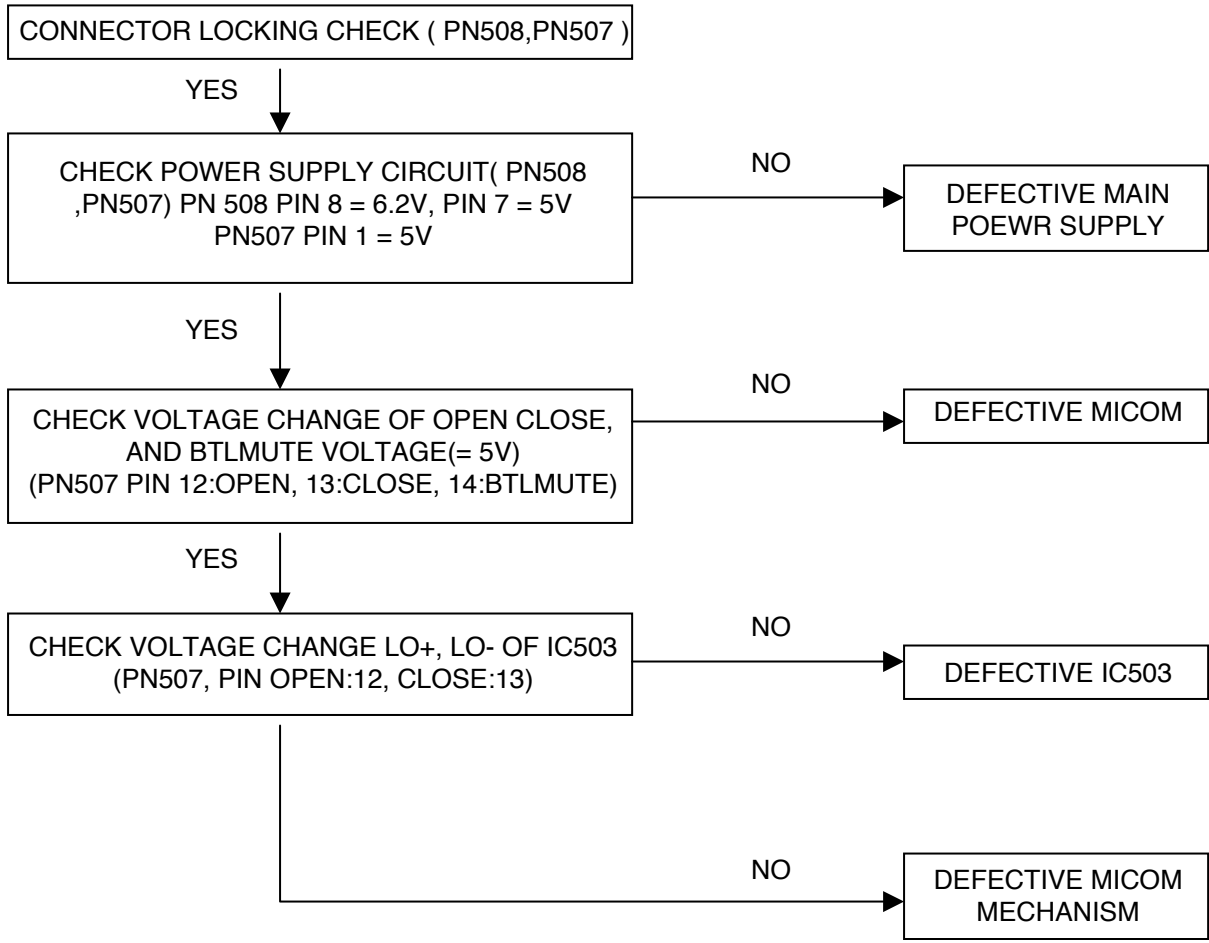 CONNECTOR LOCKING CHECK ( PN508,PN507 )
YES
CHECK POWER SUPPLY CIRCUIT( PN508
,PN507) PN 508 PIN 8 = 6.2V, PIN 7 = 5V
PN507 PIN 1 = 5V
NO
DEFECTIVE MAIN
POEWR SUPPLY
YES
CHECK VOLTAGE CHANGE OF OPEN CLOSE,
AND BTLMUTE VOLTAGE(= 5V)
(PN507 PIN 12:OPEN, 13:CLOSE, 14:BTLMUTE)
NO
DEFECTIVE MICOM
YES
CHECK VOLTAGE CHANGE LO+, LO- OF IC503
(PN507, PIN OPEN:12, CLOSE:13)
NO
DEFECTIVE IC503
NO
DEFECTIVE MICOM
MECHANISM